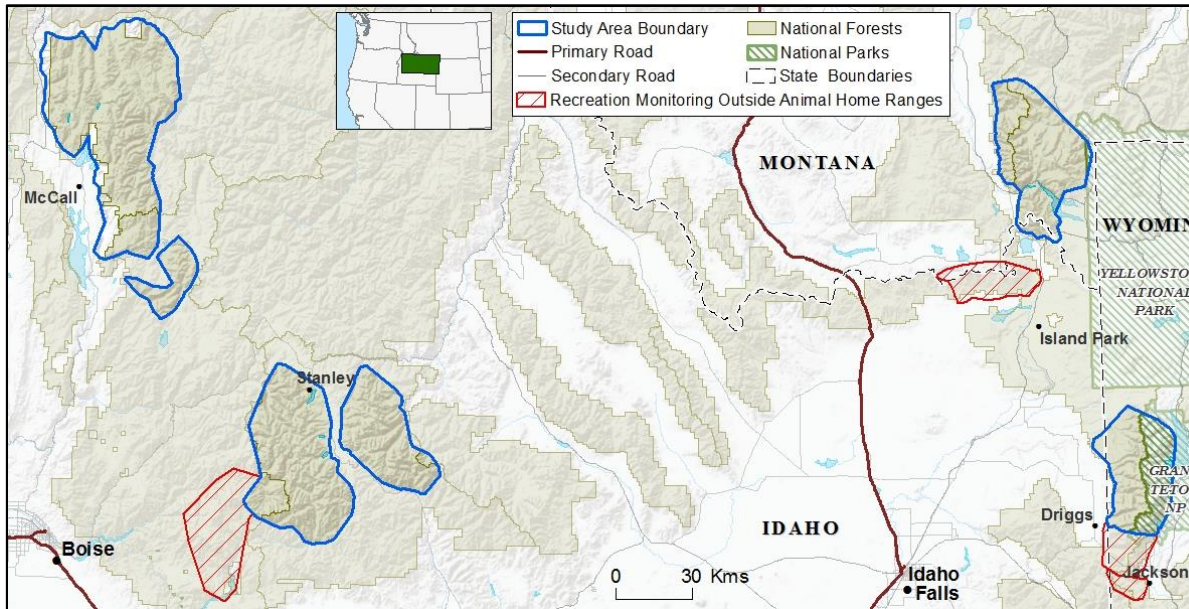 Study Area Boundary
Primary Road
Secondary Road
Recreation Monitoring Outside Animal Home Ranges
National Forests
National Parks
State Boundaries
MONTANA
McCall
WYOMIN
YELLOWSTO
NATIONAL
PARK
Island Park
Stanley
GRAN
TETO
NP
Driggs
IDAHO
Boise
0 30 Kms
Idaho
Falls
Jackson